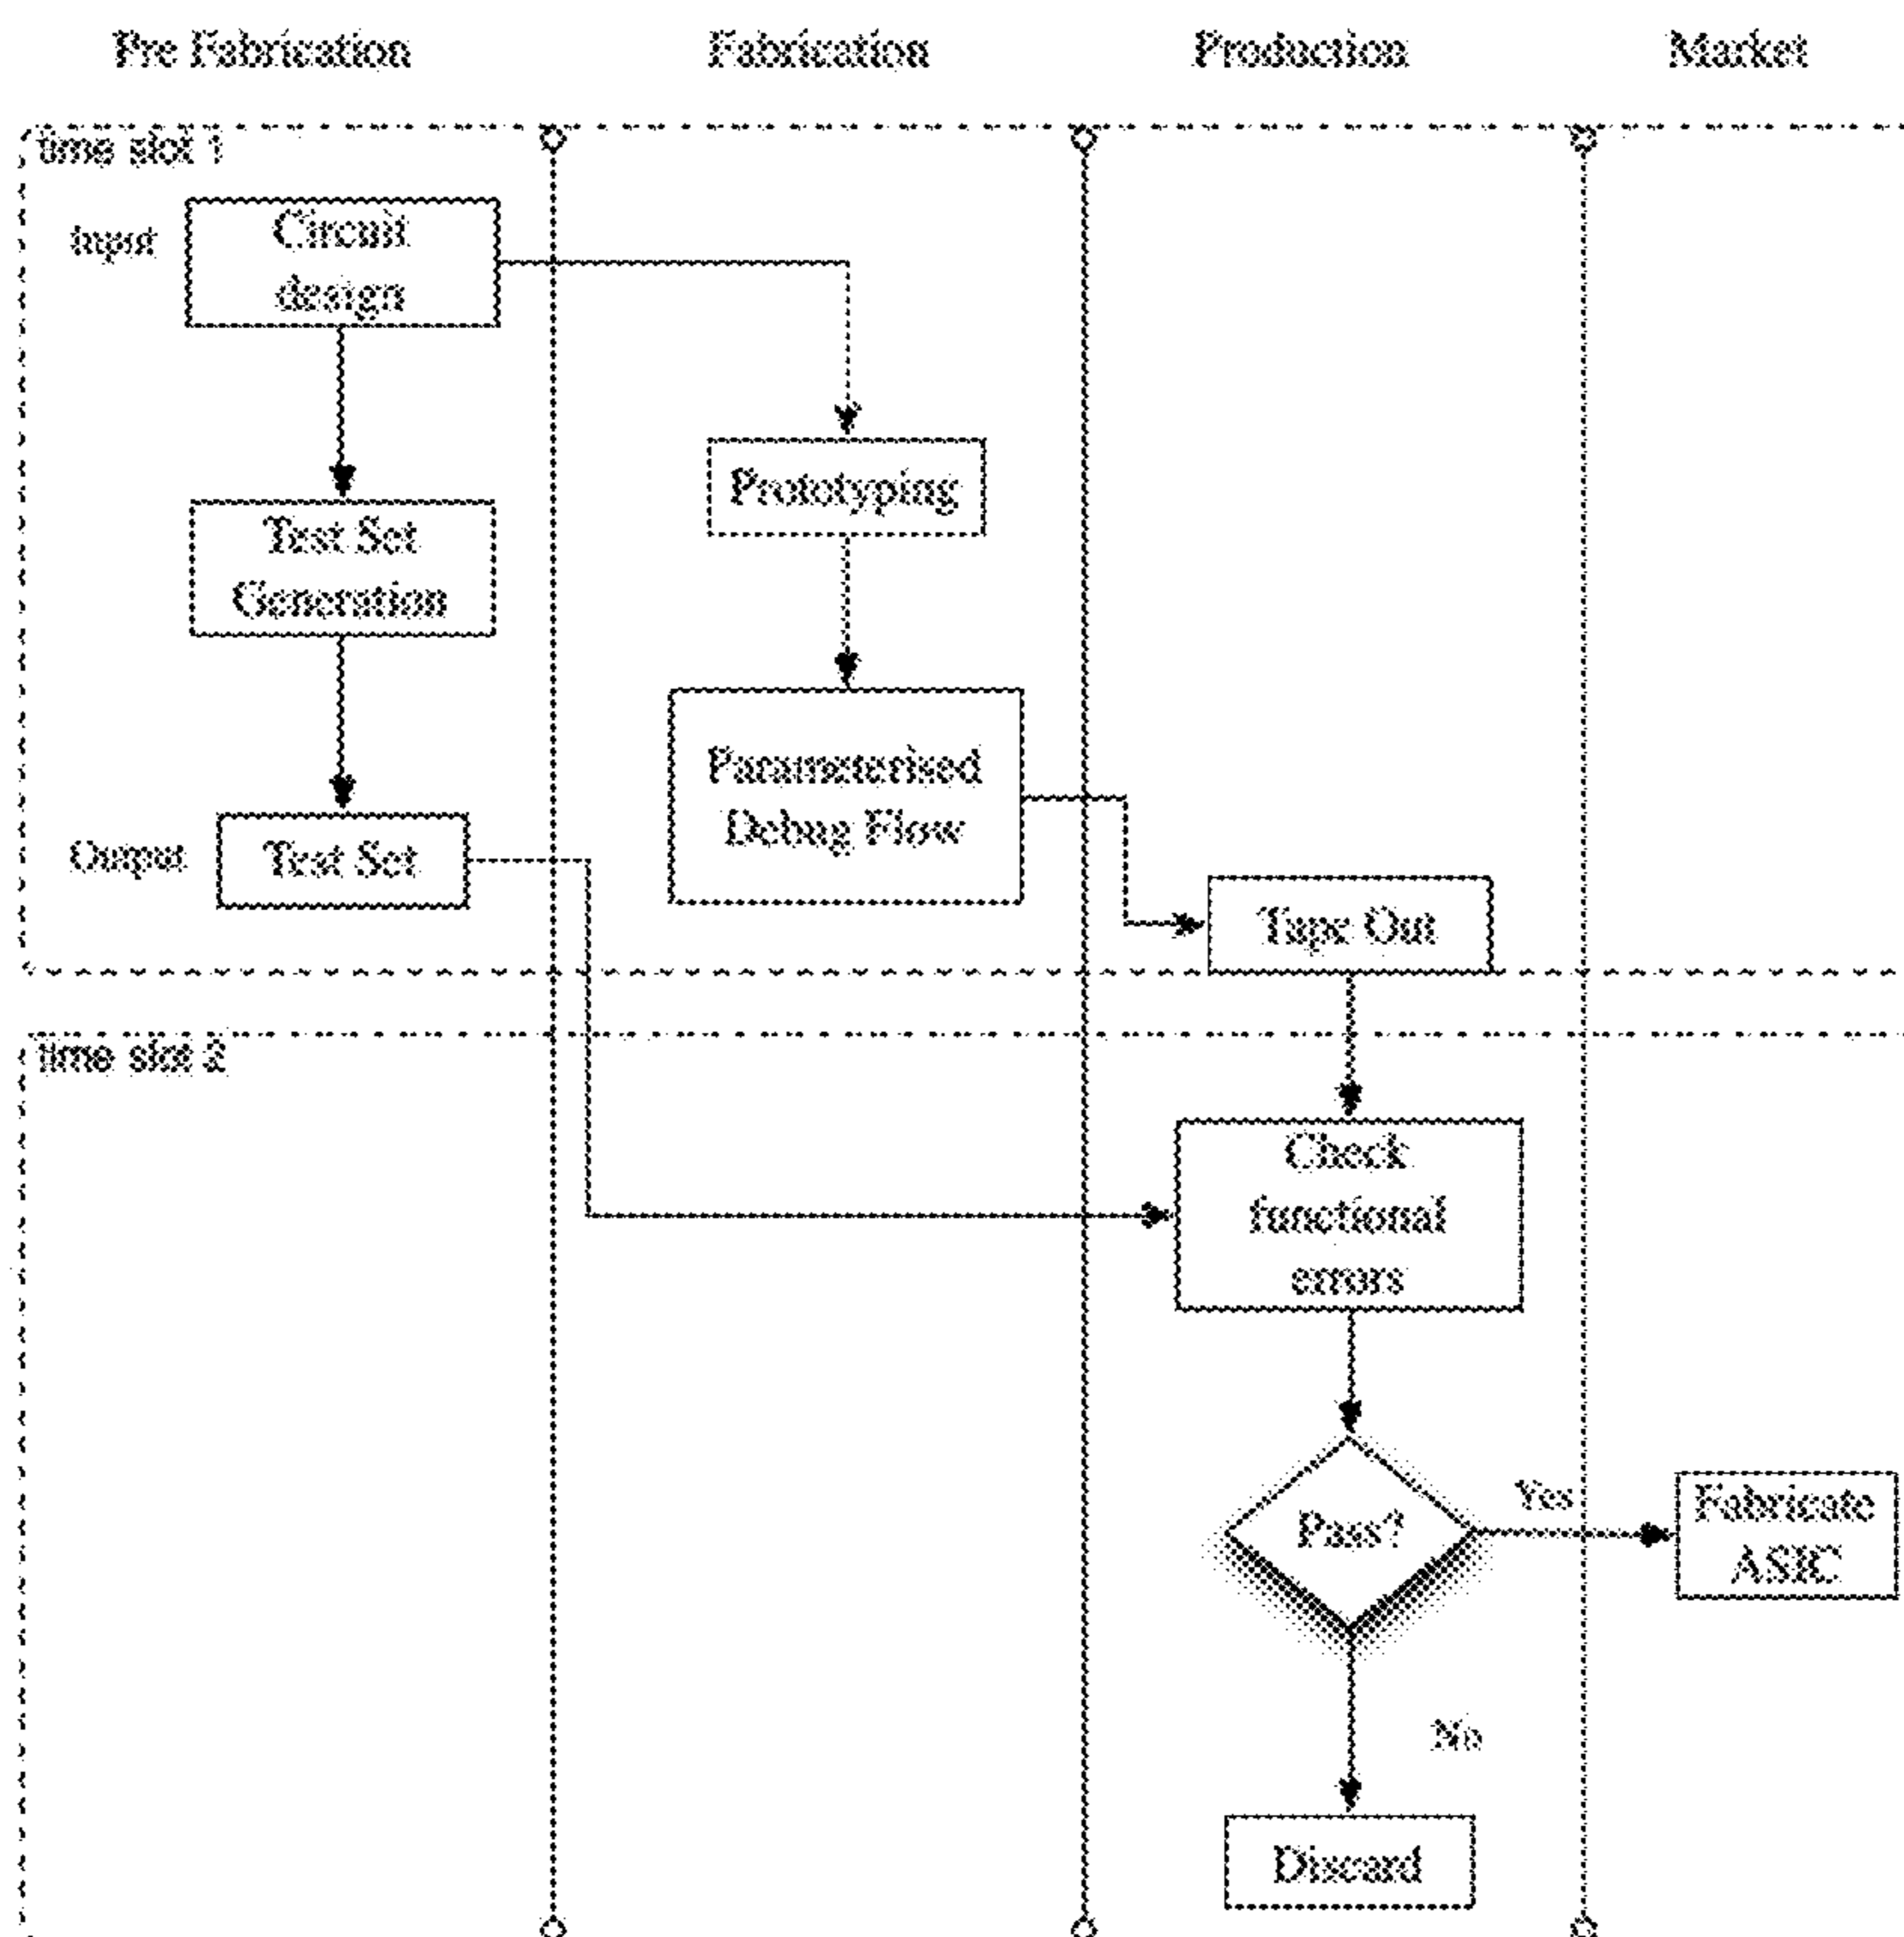 Pre Fabrication
Fabrication
Production
Market
time slot 1
Input
Circuit
design
Prototyping
Test Set
Generation
Parameterised
Debug Flow
Output
Test Set
Tape Out
time slot 2
Check
functional
errors
Pass?
Yes
Fabricate
ASIC
No
Discard